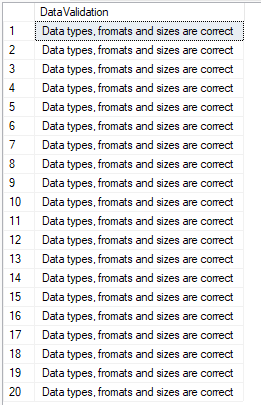 DataValidation
1 Data types, fromats and sizes are correct
2 Data types, fromats and sizes are correct
3 Data types, fromats and sizes are correct
4 Data types, fromats and sizes are correct
5 Data types, fromats and sizes are correct
6 Data types, fromats and sizes are correct
7 Data types, fromats and sizes are correct
8 Data types, fromats and sizes are correct
9 Data types, fromats and sizes are correct
10 Data types, fromats and sizes are correct
11 Data types, fromats and sizes are correct
12 Data types, fromats and sizes are correct
13 Data types, fromats and sizes are correct
14 Data types, fromats and sizes are correct
15 Data types, fromats and sizes are correct
16 Data types, fromats and sizes are correct
17 Data types, fromats and sizes are correct
18 Data types, fromats and sizes are correct
19 Data types, fromats and sizes are correct
20 Data types, fromats and sizes are correct